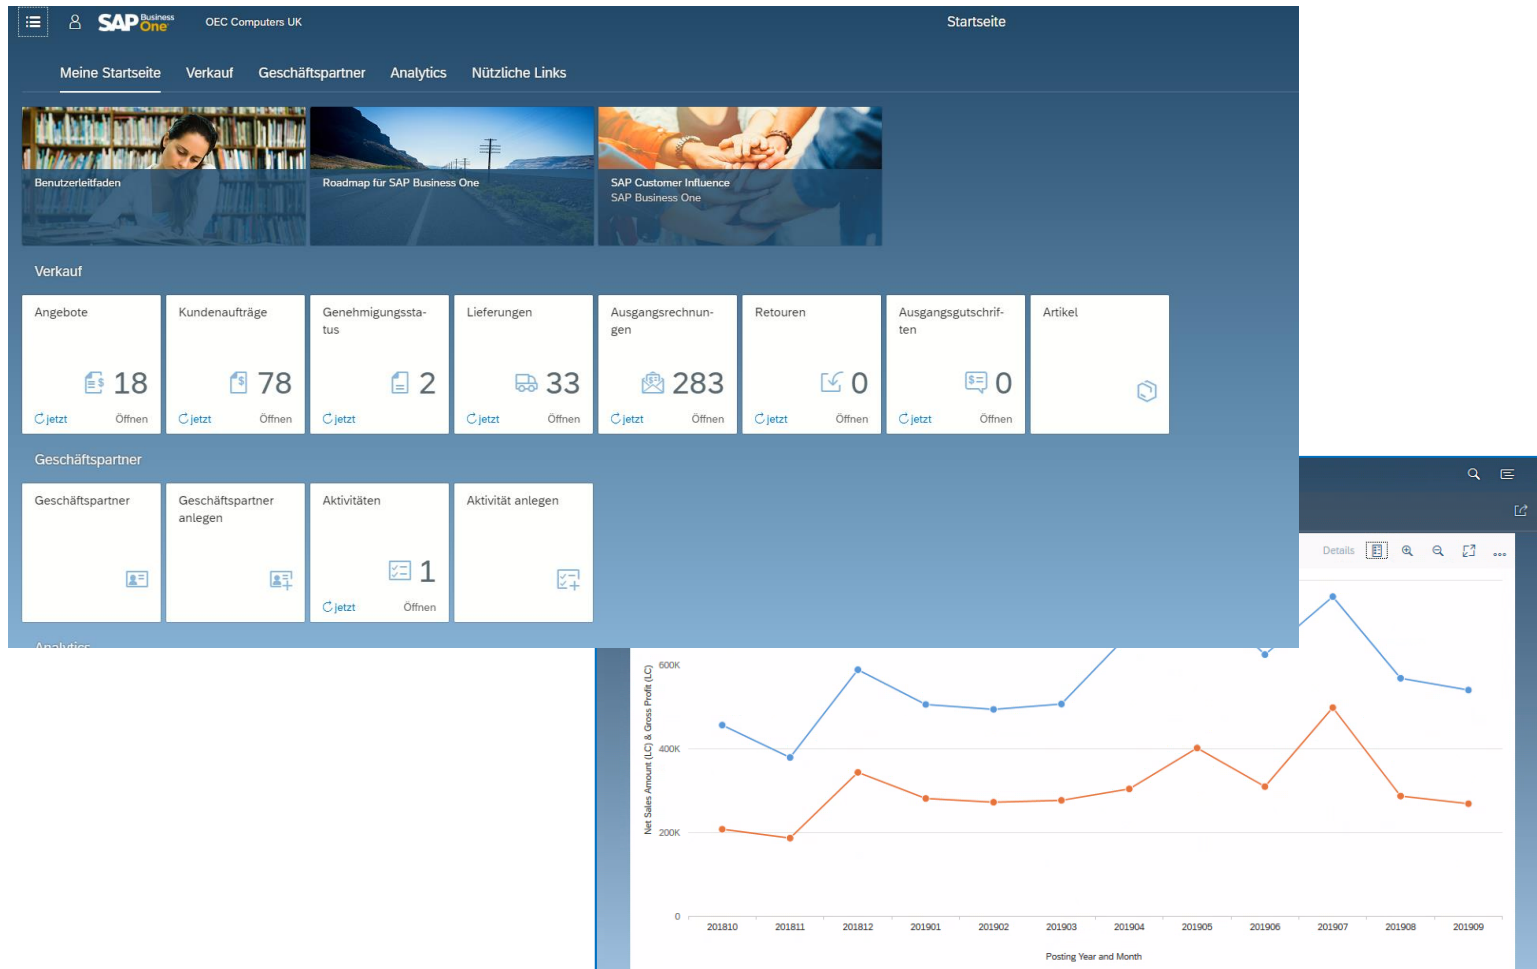 SAP Business One
OEC Computers UK
Startseite
Meine Startseite Verkauf Geschäftspartner Analytics Nützliche Links
Benutzerleitfaden
Roadmap für SAP Business One
SAP Customer Influence
SAP Business One
Verkauf
Angebote
18
jetzt Öffnen
Kundenaufträge
78
jetzt Öffnen
Genehmigungssta-
tus
2
jetzt
Lieferungen
33
jetzt Öffnen
Ausgangsrechnun-
gen
283
jetzt Öffnen
Retouren
0
jetzt Öffnen
Ausgangsgutschrif-
ten
0
jetzt Öffnen
Artikel
Geschäftspartner
Geschäftspartner
Geschäftspartner
anlegen
Aktivitäten
1
jetzt Öffnen
Aktivität anlegen
Analytics
Details
Net Sales Amount (LC) & Gross Profit (LC)
600K
400K
200K
0
201810 201811 201812 201901 201902 201903 201904 201905 201906 201907 201908 201909
Posting Year and Month